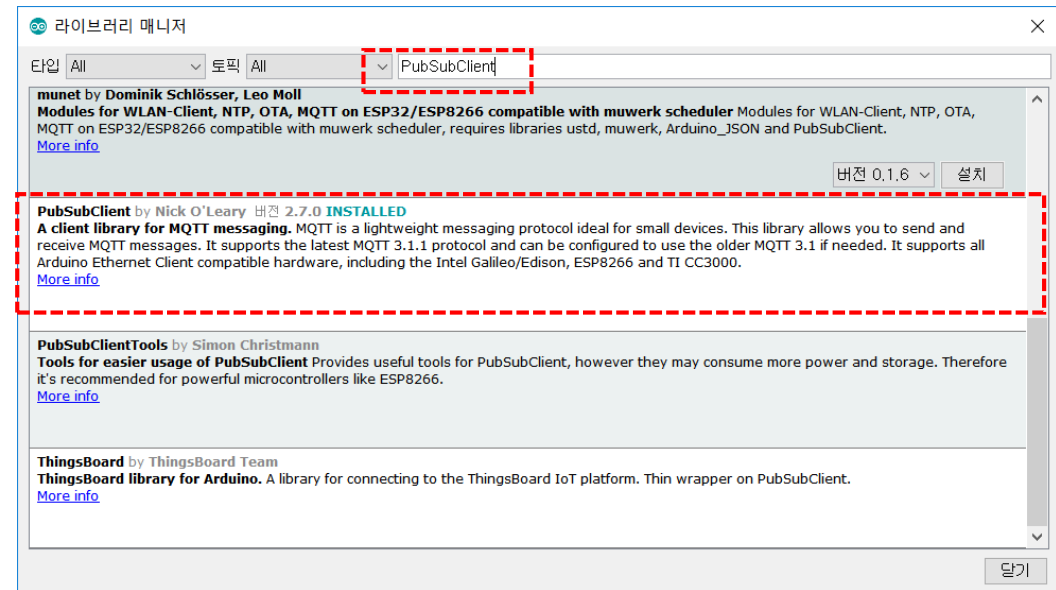 라이브러리 매니저
타입 All 토픽 All PubSubClient
munet by Dominik Schlösser, Leo Moll
Modules for WLAN-Client, NTP, OTA, MQTT on ESP32/ESP8266 compatible with muwerk scheduler Modules for WLAN-Client, NTP, OTA,
MQTT on ESP32/ESP8266 compatible with muwerk scheduler, requires libraries ustd, muwerk, Arduino_JSON and PubSubClient.
More info
버전 0.1.6 설치
PubSubClient by Nick O'Leary 버전 2.7.0 INSTALLED
A client library for MQTT messaging. MQTT is a lightweight messaging protocol ideal for small devices. This library allows you to send and
receive MQTT messages. It supports the latest MQTT 3.1.1 protocol and can be configured to use the older MQTT 3.1 if needed. It supports all
Arduino Ethernet Client compatible hardware, including the Intel Galileo/Edison, ESP8266 and TI CC3000.
More info
PubSubClientTools by Simon Christmann
Tools for easier usage of PubSubClient Provides useful tools for PubSubClient, however they may consume more power and storage. Therefore
it's recommended for powerful microcontrollers like ESP8266.
More info
ThingsBoard by ThingsBoard Team
ThingsBoard library for Arduino. A library for connecting to the ThingsBoard IoT platform. Thin wrapper on PubSubClient.
More info
닫기